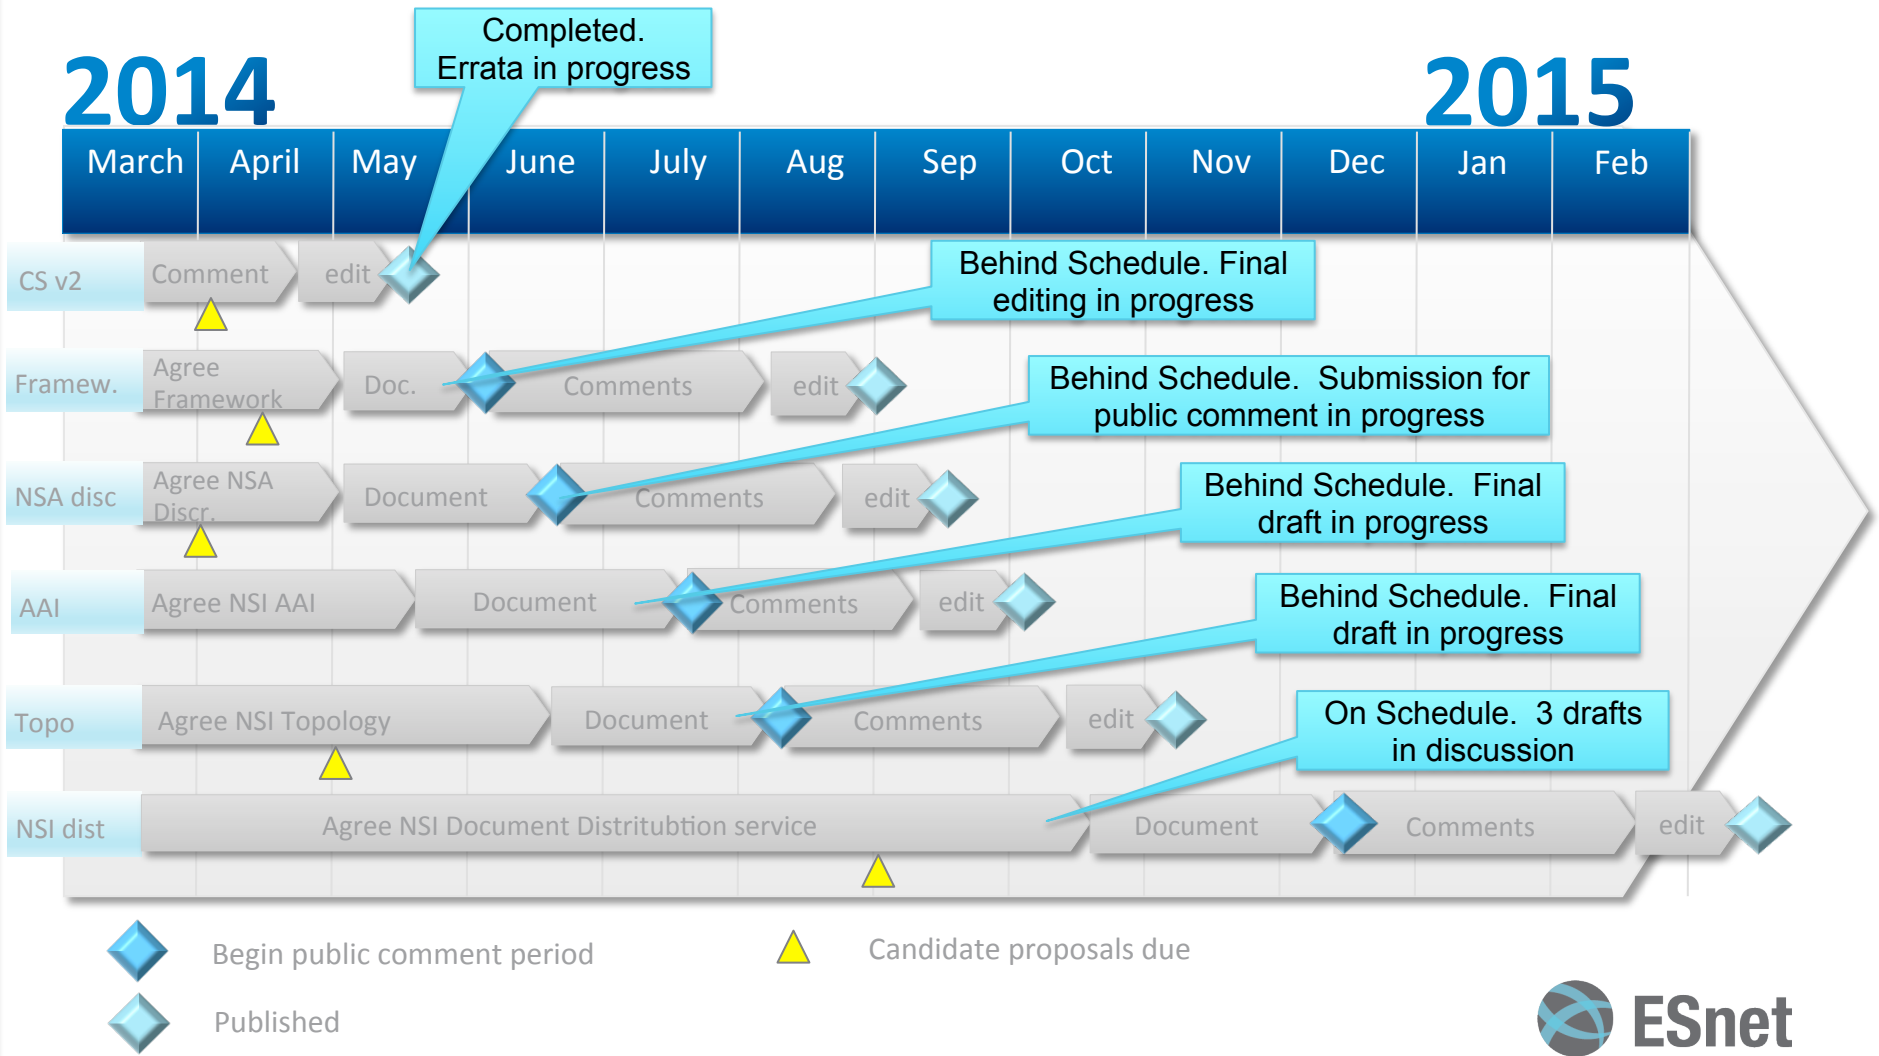 Completed.
Errata in progress
2014
2015
March April May June July Aug Sep Oct Nov Dec Jan Feb
CS v2
Comment
edit
Behind Schedule. Final
editing in progress
Framew.
Agree
Framework
Doc.
Comments
edit
Behind Schedule. Submission for
public comment in progress
NSA disc
Agree NSA
Discr.
Document
Comments
edit
Behind Schedule. Final
draft in progress
AAI
Agree NSI AAI
Document
Comments
edit
Behind Schedule. Final
draft in progress
Topo
Agree NSI Topology
Document
Comments
edit
On Schedule. 3 drafts
in discussion
NSI dist
Agree NSI Document Distritubtion service
Document
Comments
edit
Begin public comment period
Candidate proposals due
Published
ESnet